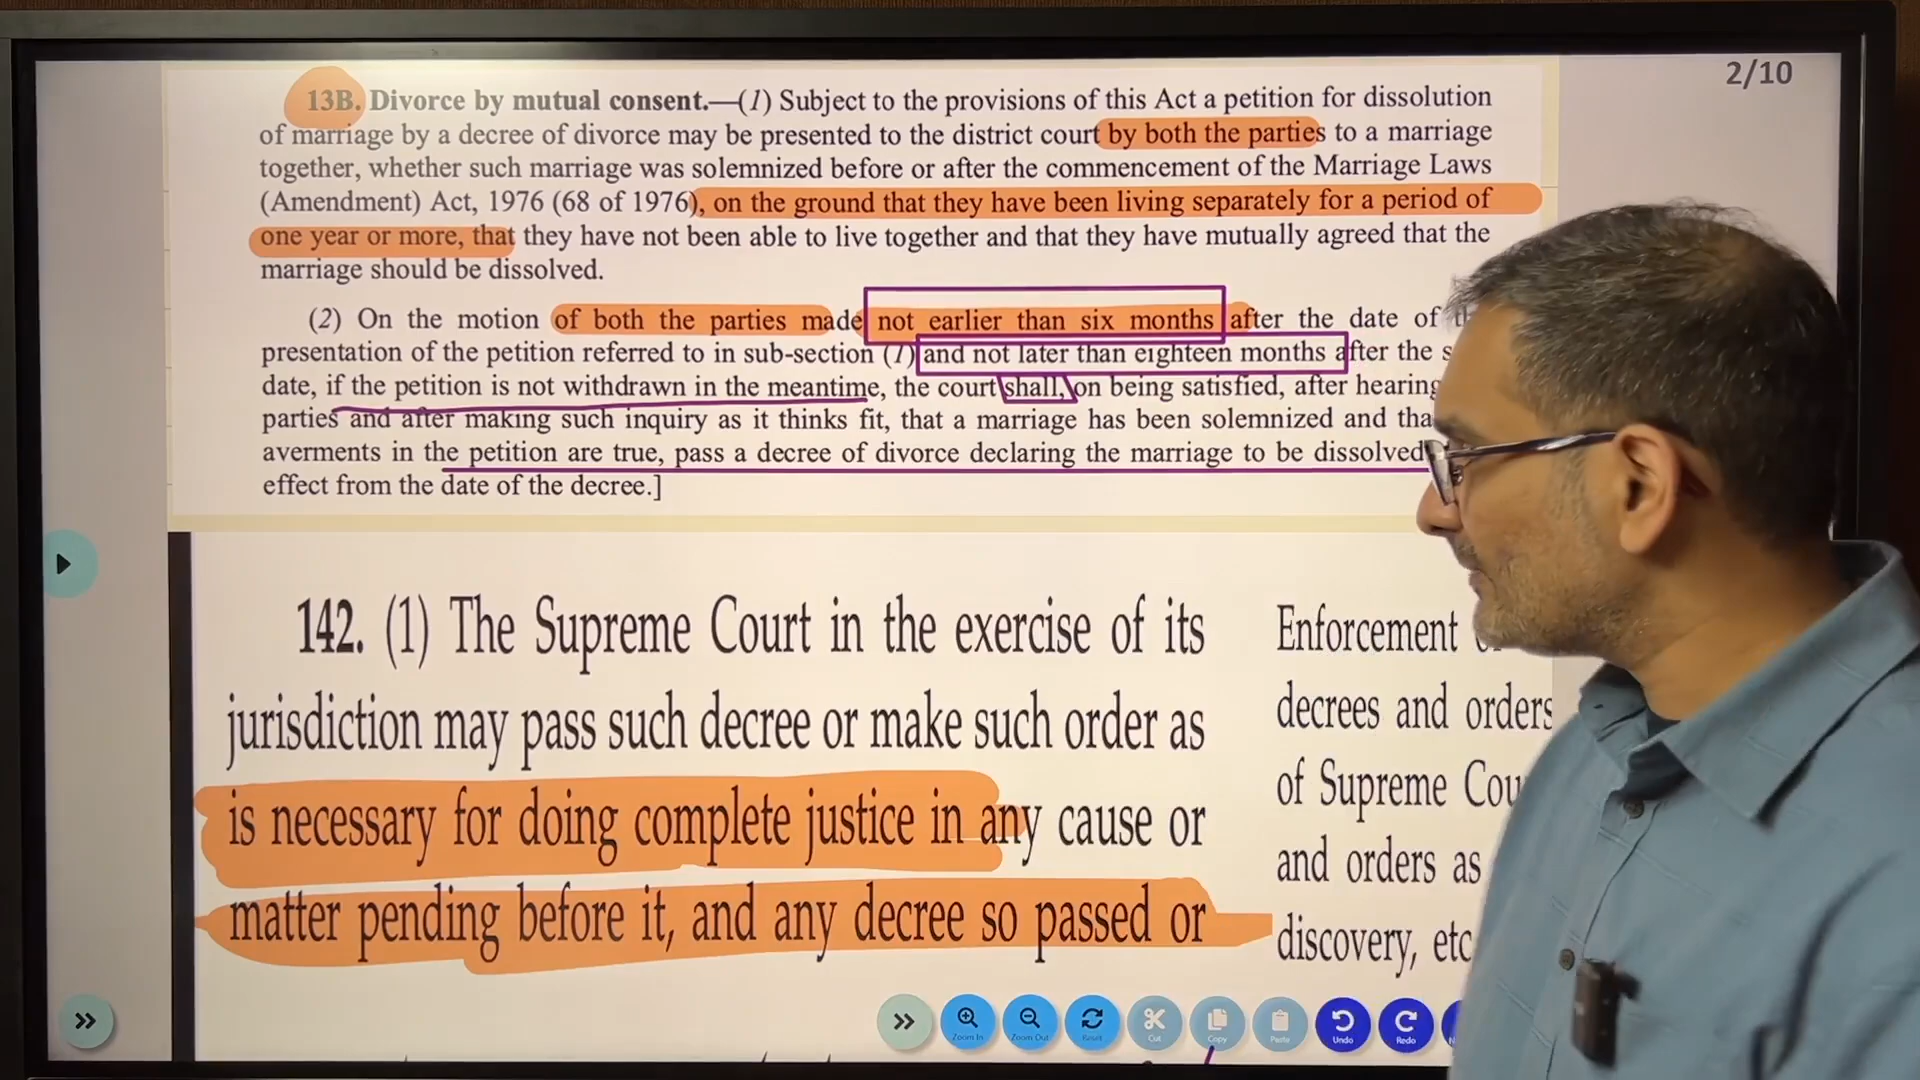 2/10
13B. Divorce by mutual consent.—(1) Subject to the provisions of this Act a petition for dissolution
of marriage by a decree of divorce may be presented to the district court by both the parties to a marriage
together, whether such marriage was solemnized before or after the commencement of the Marriage Laws
(Amendment) Act, 1976 (68 of 1976), on the ground that they have been living separately for a period of
one year or more, that they have not been able to live together and that they have mutually agreed that the
marriage should be dissolved.
(2) On the motion of both the parties made not earlier than six months after the date of
presentation of the petition referred to in sub-section (1) and not later than eighteen months after the
date, if the petition is not withdrawn in the meantime, the court shall, on being satisfied, after hearing
parties and after making such inquiry as it thinks fit, that a marriage has been solemnized and
averments in the petition are true, pass a decree of divorce declaring the marriage to be dissolved
effect from the date of the decree.]
142. (1) The Supreme Court in the exercise of its
jurisdiction may pass such decree or make such order as
is necessary for doing complete justice in any cause or
matter pending before it, and any decree so passed or
Enforcement
decrees and orders
of Supreme
and orders as
discovery, etc
Zoom In
Zoom Out
Reset
Cut
Copy
Paste
Undo
Redo